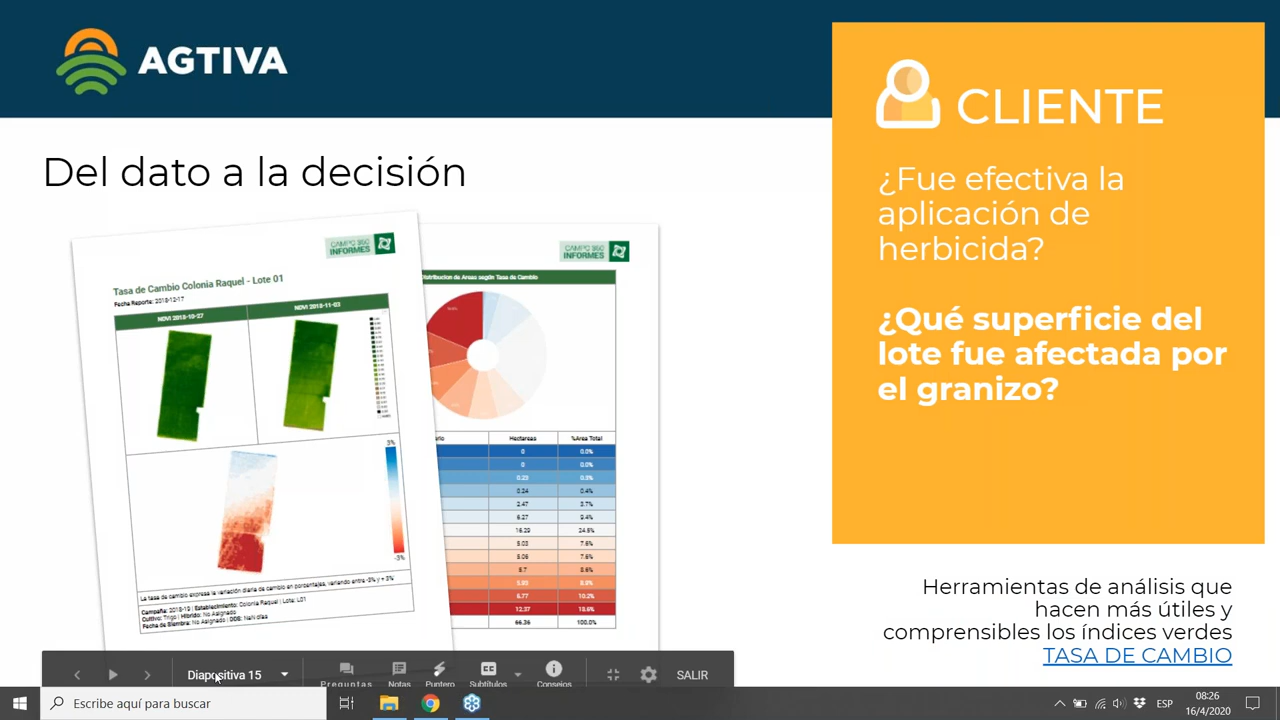 AGTIVA
CLIENTE
Del dato a la decisión
¿Fue efectiva la
aplicación de
herbicida?
¿Qué superficie del
lote fue afectada por
el granizo?
CAMPO 360
INFORMES
Tasa de Cambio Colonia Raquel - Lote 01
Fecha Reporte: 2018-12-17
NDVI 2018-10-27
NDVI 2018-11-03
3%
-3%
La tasa de cambio expresa la variación diaria de cambio en porcentajes, variando entre -3% y + 3%
Campaña: 2018-19 | Establecimiento: Colonia Raquel | Lote: L01
Cultivo: Trigo | Híbrido: No Asignado
Fecha de Siembra: No Asignado | DDS: NaN días
CAMPO 360
INFORMES
Distribucion de Areas según Tasa de Cambio
Hectareas %Area Total
0 0.0%
0 0.0%
0.23
0.24 0.4%
2.47 3.7%
6.27 9.4%
16.29
5.03 7.6%
5.06 7.6%
5.7 8.6%
6.77 10.2%
12.37 18.6%
66.36 100.0%
Herramientas de análisis que
hacen más útiles y
comprensibles los índices verdes
TASA DE CAMBIO
Diapositiva 15
Preguntas
Notas
Puntero
Subtítulos
Consejos
SALIR
Escribe aquí para buscar
ESP
08:26
16/4/2020